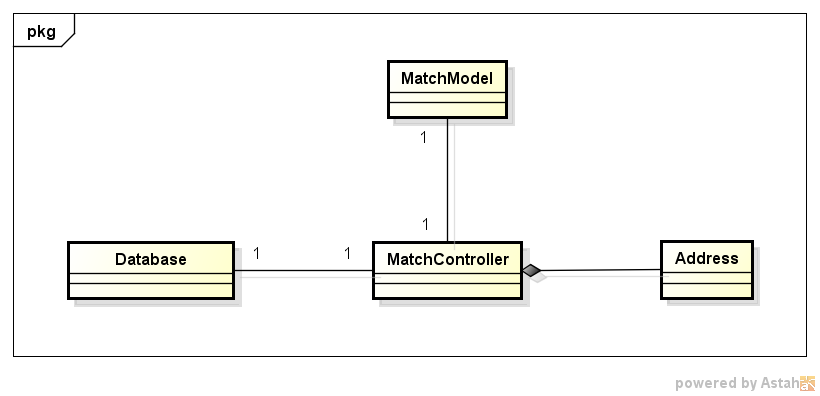 pkg
MatchModel
1
1
Database
1
1
MatchController
Address
powered by Astah